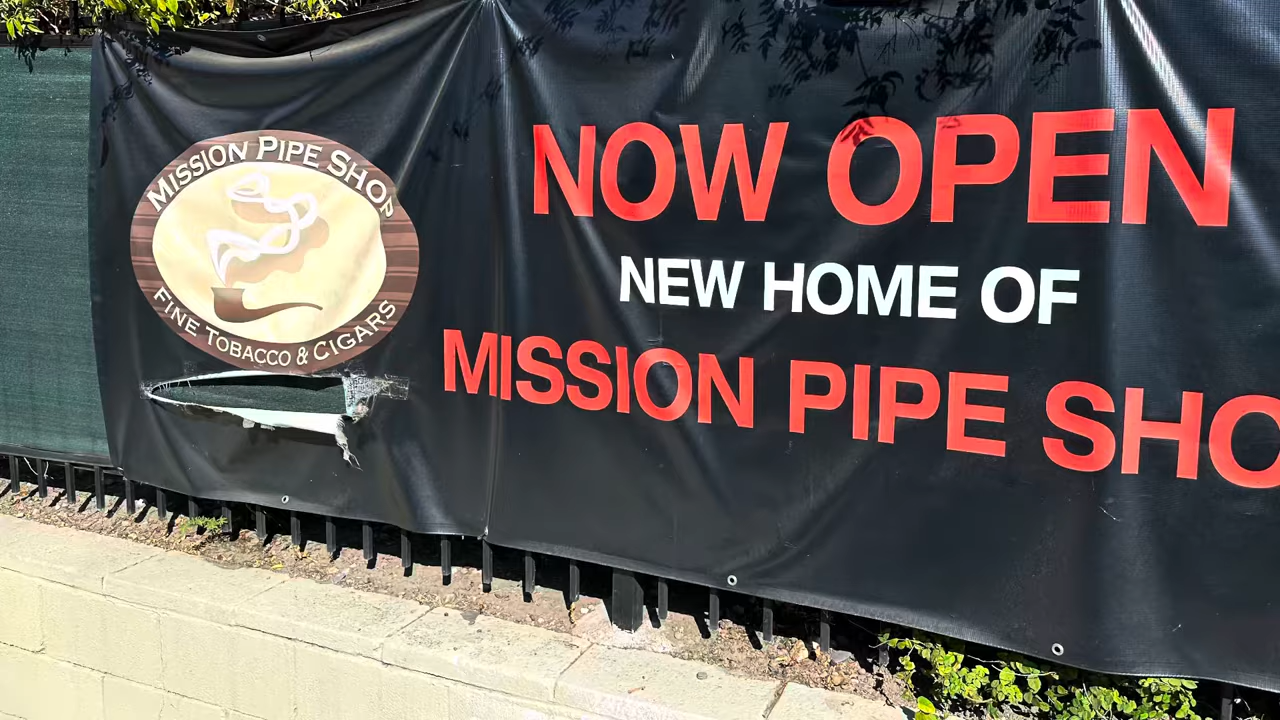 MISSION PIPE SHOP
FINE TOBACCO & CIGARS
NOW OPEN
NEW HOME OF
MISSION PIPE SHO